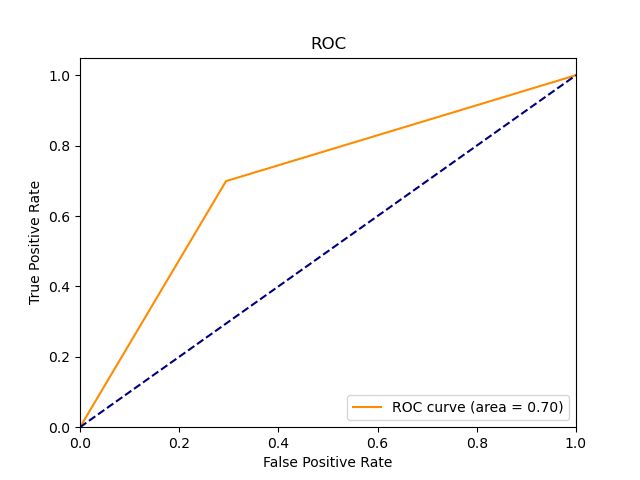 ROC
1.0
0.8
0.6
0.4
0.2
0.0
True Positive Rate
ROC curve (area = 0.70)
0.0 0.2 0.4 0.6 0.8 1.0
False Positive Rate